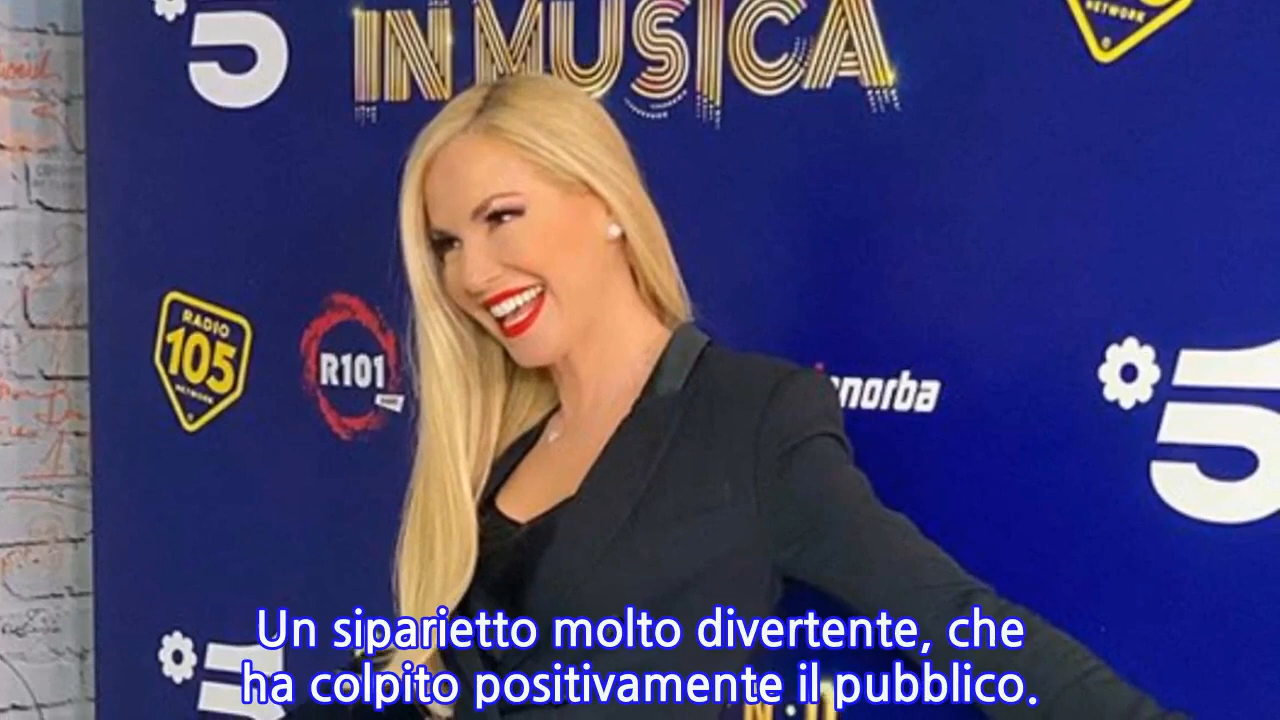 5
IN MUSICA
NETWORK
RADIO
105
NETWORK
R101
norba
5
Un siparietto molto divertente, che
ha colpito positivamente il pubblico.